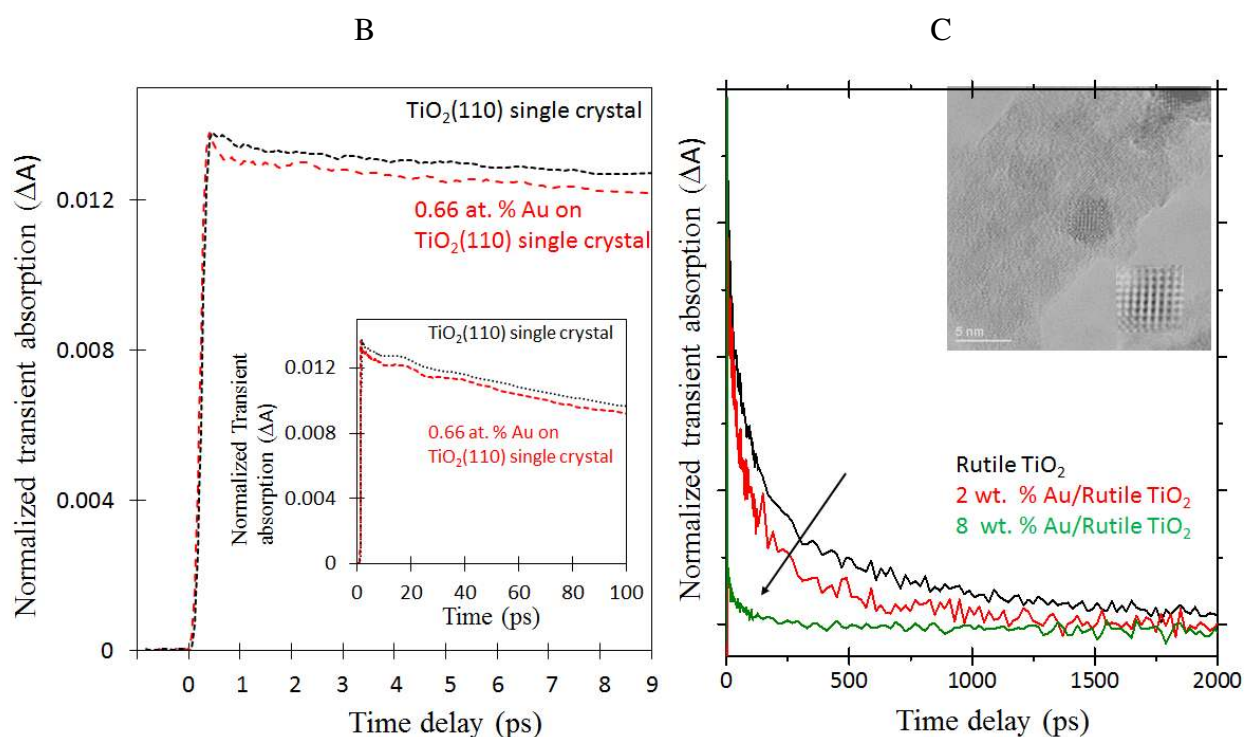 B
C
TiO₂(110) single crystal
0.66 at. % Au on
TiO₂(110) single crystal
Normalized transient absorption (ΔA)
0.012
0.008
0.004
0
0 1 2 3 4 5 6 7 8 9
Time delay (ps)
TiO₂(110) single crystal
0.66 at. % Au on
TiO₂(110) single crystal
Normalized Transient
absorption (ΔA)
0.012
0.008
0.004
0
0 20 40 60 80 100
Time (ps)
Normalized transient absorption (ΔA)
5 nm
Rutile TiO₂
2 wt. % Au/Rutile TiO₂
8 wt. % Au/Rutile TiO₂
0 500 1000 1500 2000
Time delay (ps)